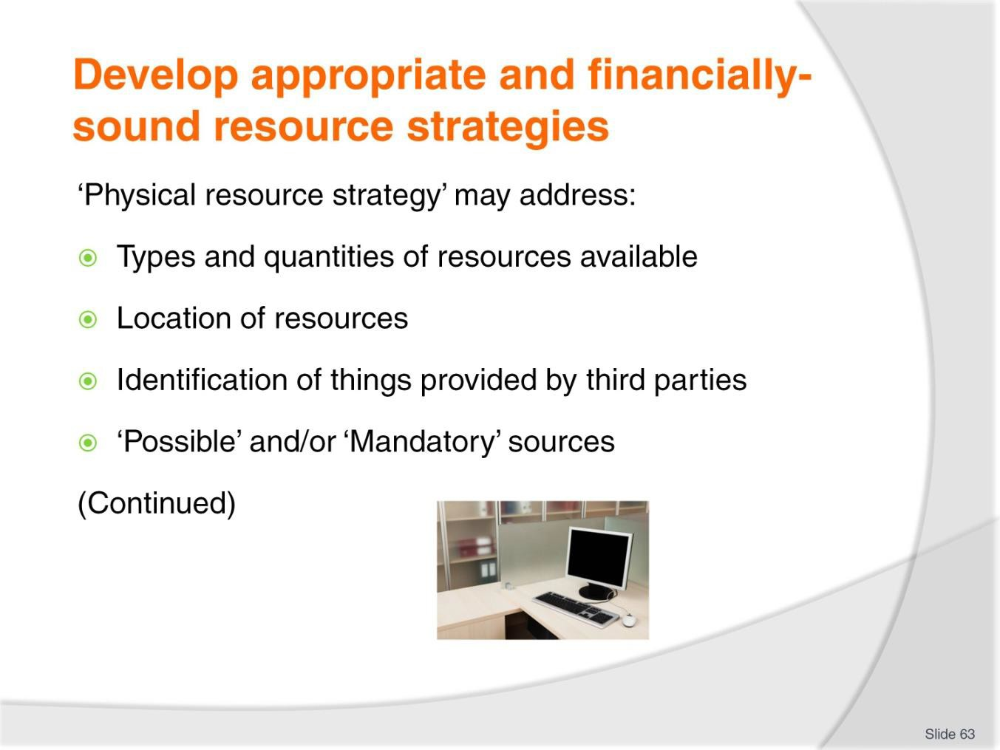 Develop appropriate and financially-
sound resource strategies
‘Physical resource strategy’ may address:
Types and quantities of resources available
Location of resources
Identification of things provided by third parties
‘Possible’ and/or ‘Mandatory’ sources
(Continued)
Slide 63